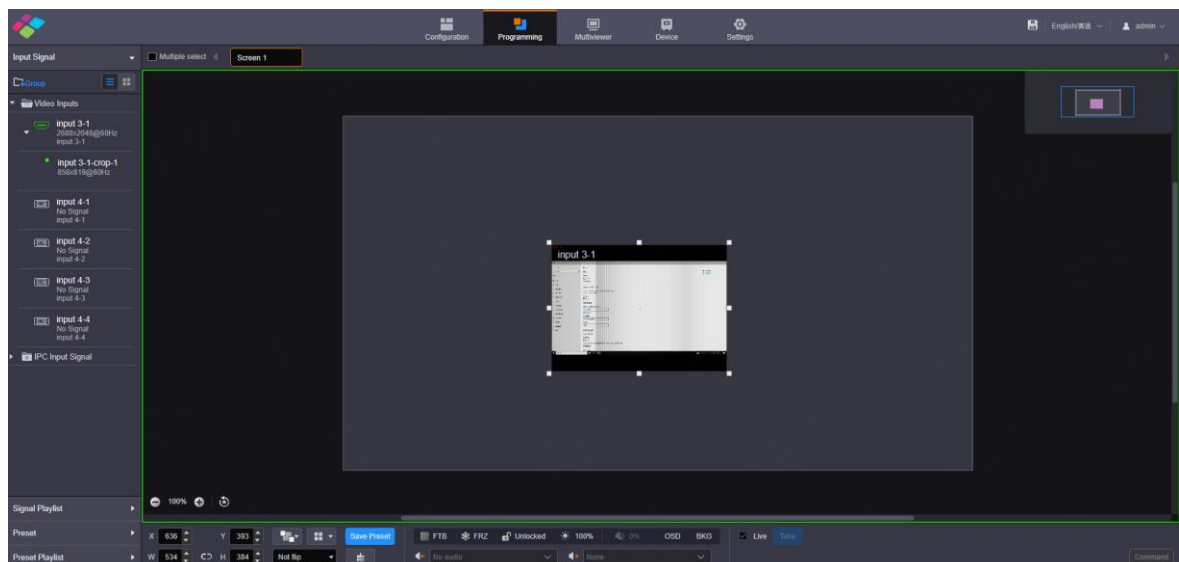 Configuration
Programming
Multiviewer
Device
Settings
English/英语
admin
Input Signal
Multiple select
Screen 1
Group
Video Inputs
input 3-1
2688x2048@60Hz
input 3-1
input 3-1-crop-1
856x819@60Hz
input 4-1
No Signal
input 4-1
input 4-2
No Signal
input 4-2
input 4-3
No Signal
input 4-3
input 4-4
No Signal
input 4-4
IPC Input Signal
input 3-1
100%
Signal Playlist
Preset
Preset Playlist
X 636 Y 393 Save Preset FTB FRZ Unlocked 100% 0% OSD BKG Live Take
W 534 H 384 Not flip No audio None Command